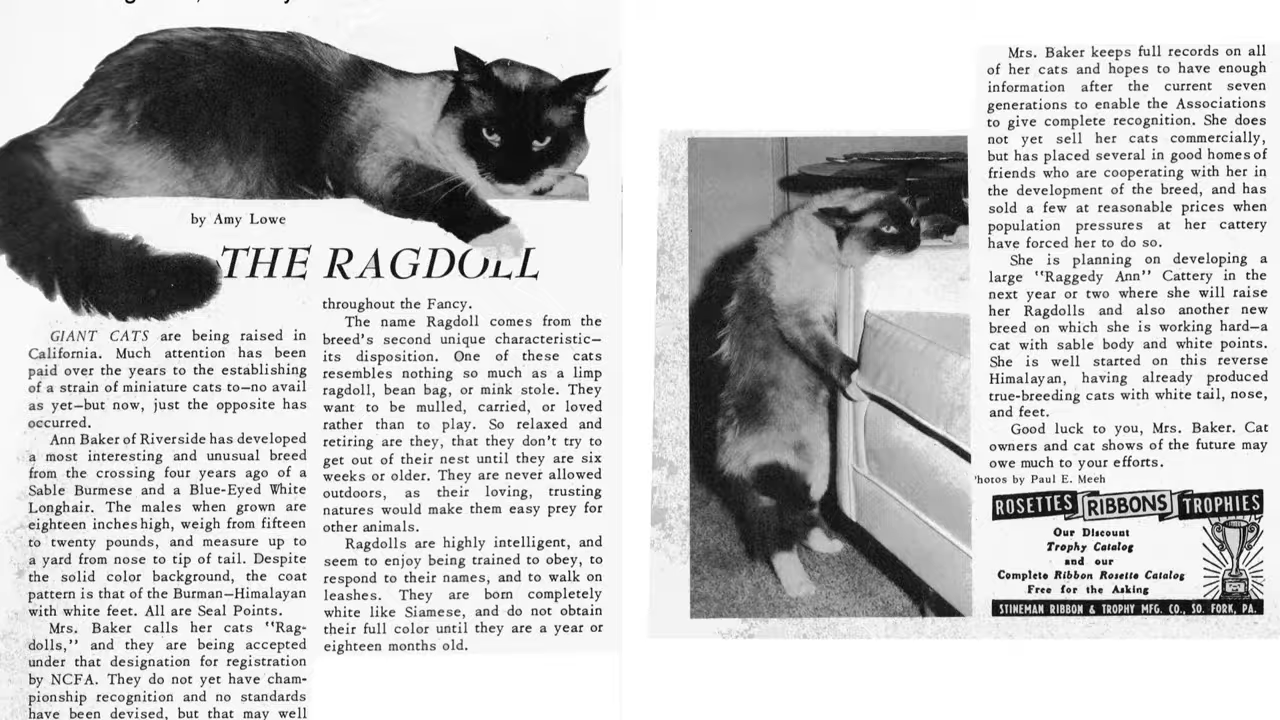 by Amy Lowe
THE RAGDOLL
GIANT CATS are being raised in
California. Much attention has been
paid over the years to the establishing
of a strain of miniature cats to—no avail
as yet—but now, just the opposite has
occurred.
Ann Baker of Riverside has developed
a most interesting and unusual breed
from the crossing four years ago of a
Sable Burmese and a Blue-Eyed White
Longhair. The males when grown are
eighteen inches high, weigh from fifteen
to twenty pounds, and measure up to
a yard from nose to tip of tail. Despite
the solid color background, the coat
pattern is that of the Burman—Himalayan
with white feet. All are Seal Points.
Mrs. Baker calls her cats "Rag-
dolls," and they are being accepted
under that designation for registration
by NCFA. They do not yet have cham-
pionship recognition and no standards
have been devised, but that may well
throughout the Fancy.
The name Ragdoll comes from the
breed's second unique characteristic—
its disposition. One of these cats
resembles nothing so much as a limp
ragdoll, bean bag, or mink stole. They
want to be mulled, carried, or loved
rather than to play. So relaxed and
retiring are they, that they don't try to
get out of their nest until they are six
weeks or older. They are never allowed
outdoors, as their loving, trusting
natures would make them easy prey for
other animals.
Ragdolls are highly intelligent, and
seem to enjoy being trained to obey, to
respond to their names, and to walk on
leashes. They are born completely
white like Siamese, and do not obtain
their full color until they are a year or
eighteen months old.
Mrs. Baker keeps full records on all
of her cats and hopes to have enough
information after the current seven
generations to enable the Associations
to give complete recognition. She does
not yet sell her cats commercially,
but has placed several in good homes of
friends who are cooperating with her in
the development of the breed, and has
sold a few at reasonable prices when
population pressures at her cattery
have forced her to do so.
She is planning on developing a
large "Raggedy Ann" Cattery in the
next year or two where she will raise
her Ragdolls and also another new
breed on which she is working hard—a
cat with sable body and white points.
She is well started on this reverse
Himalayan, having already produced
true-breeding cats with white tail, nose,
and feet.
Good luck to you, Mrs. Baker. Cat
owners and cat shows of the future may
owe much to your efforts.
hotos by Paul E. Meeh
ROSETTES RIBBONS TROPHIES
Our Discount
Trophy Catalog
and our
Complete Ribbon Rosette Catalog
Free for the Asking
STINEMAN RIBBON & TROPHY MFG. CO., SO. FORK, PA.